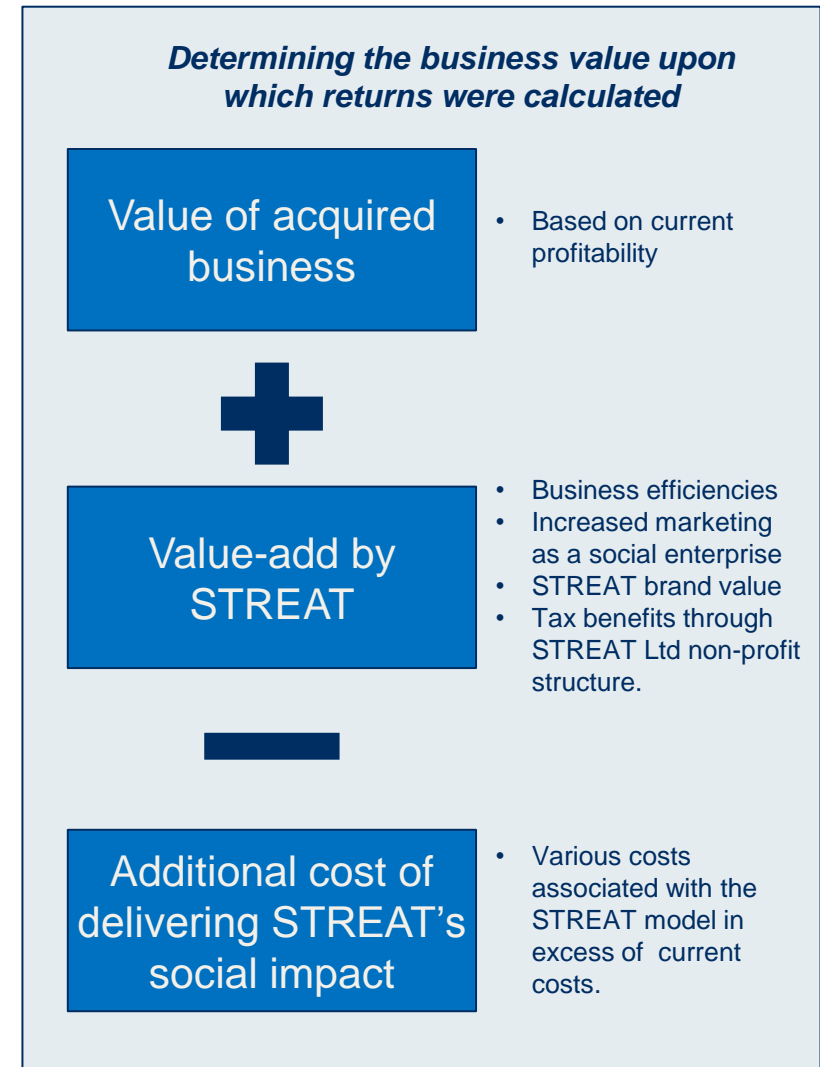 Determining the business value upon
which returns were calculated
Value of acquired
business
• Based on current
profitability
Value-add by
STREAT
• Business efficiencies
• Increased marketing
as a social enterprise
• STREAT brand value
• Tax benefits through
STREAT Ltd non-profit
structure.
Additional cost of
delivering STREAT’s
social impact
• Various costs
associated with the
STREAT model in
excess of current
costs.